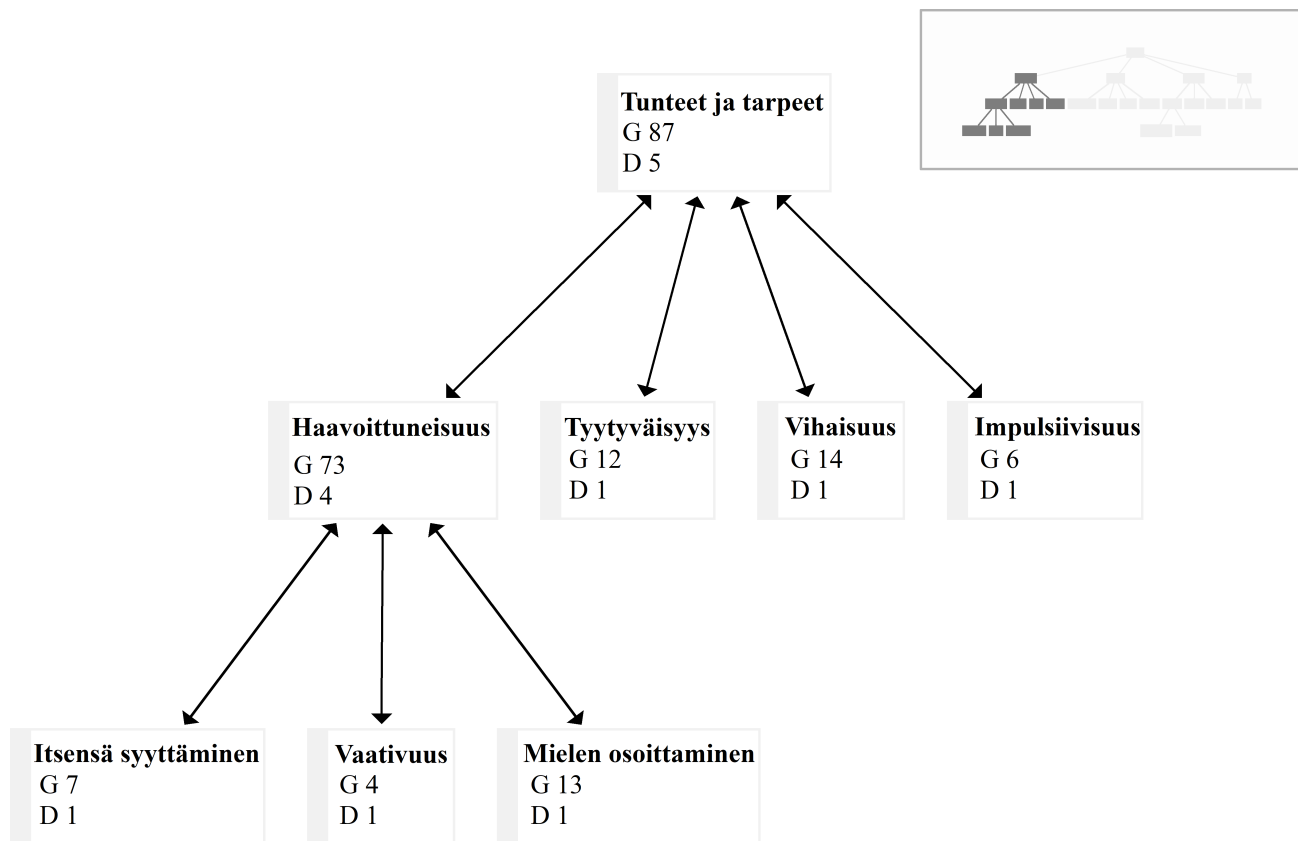 Tunteet ja tarpeet
G 87
D 5
Haavoittuneisuus
G 73
D 4
Tyytyväisyys
G 12
D 1
Vihaisuus
G 14
D 1
Impulsiivisuus
G 6
D 1
Itsensä syyttäminen
G 7
D 1
Vaativuus
G 4
D 1
Mielen osoittaminen
G 13
D 1